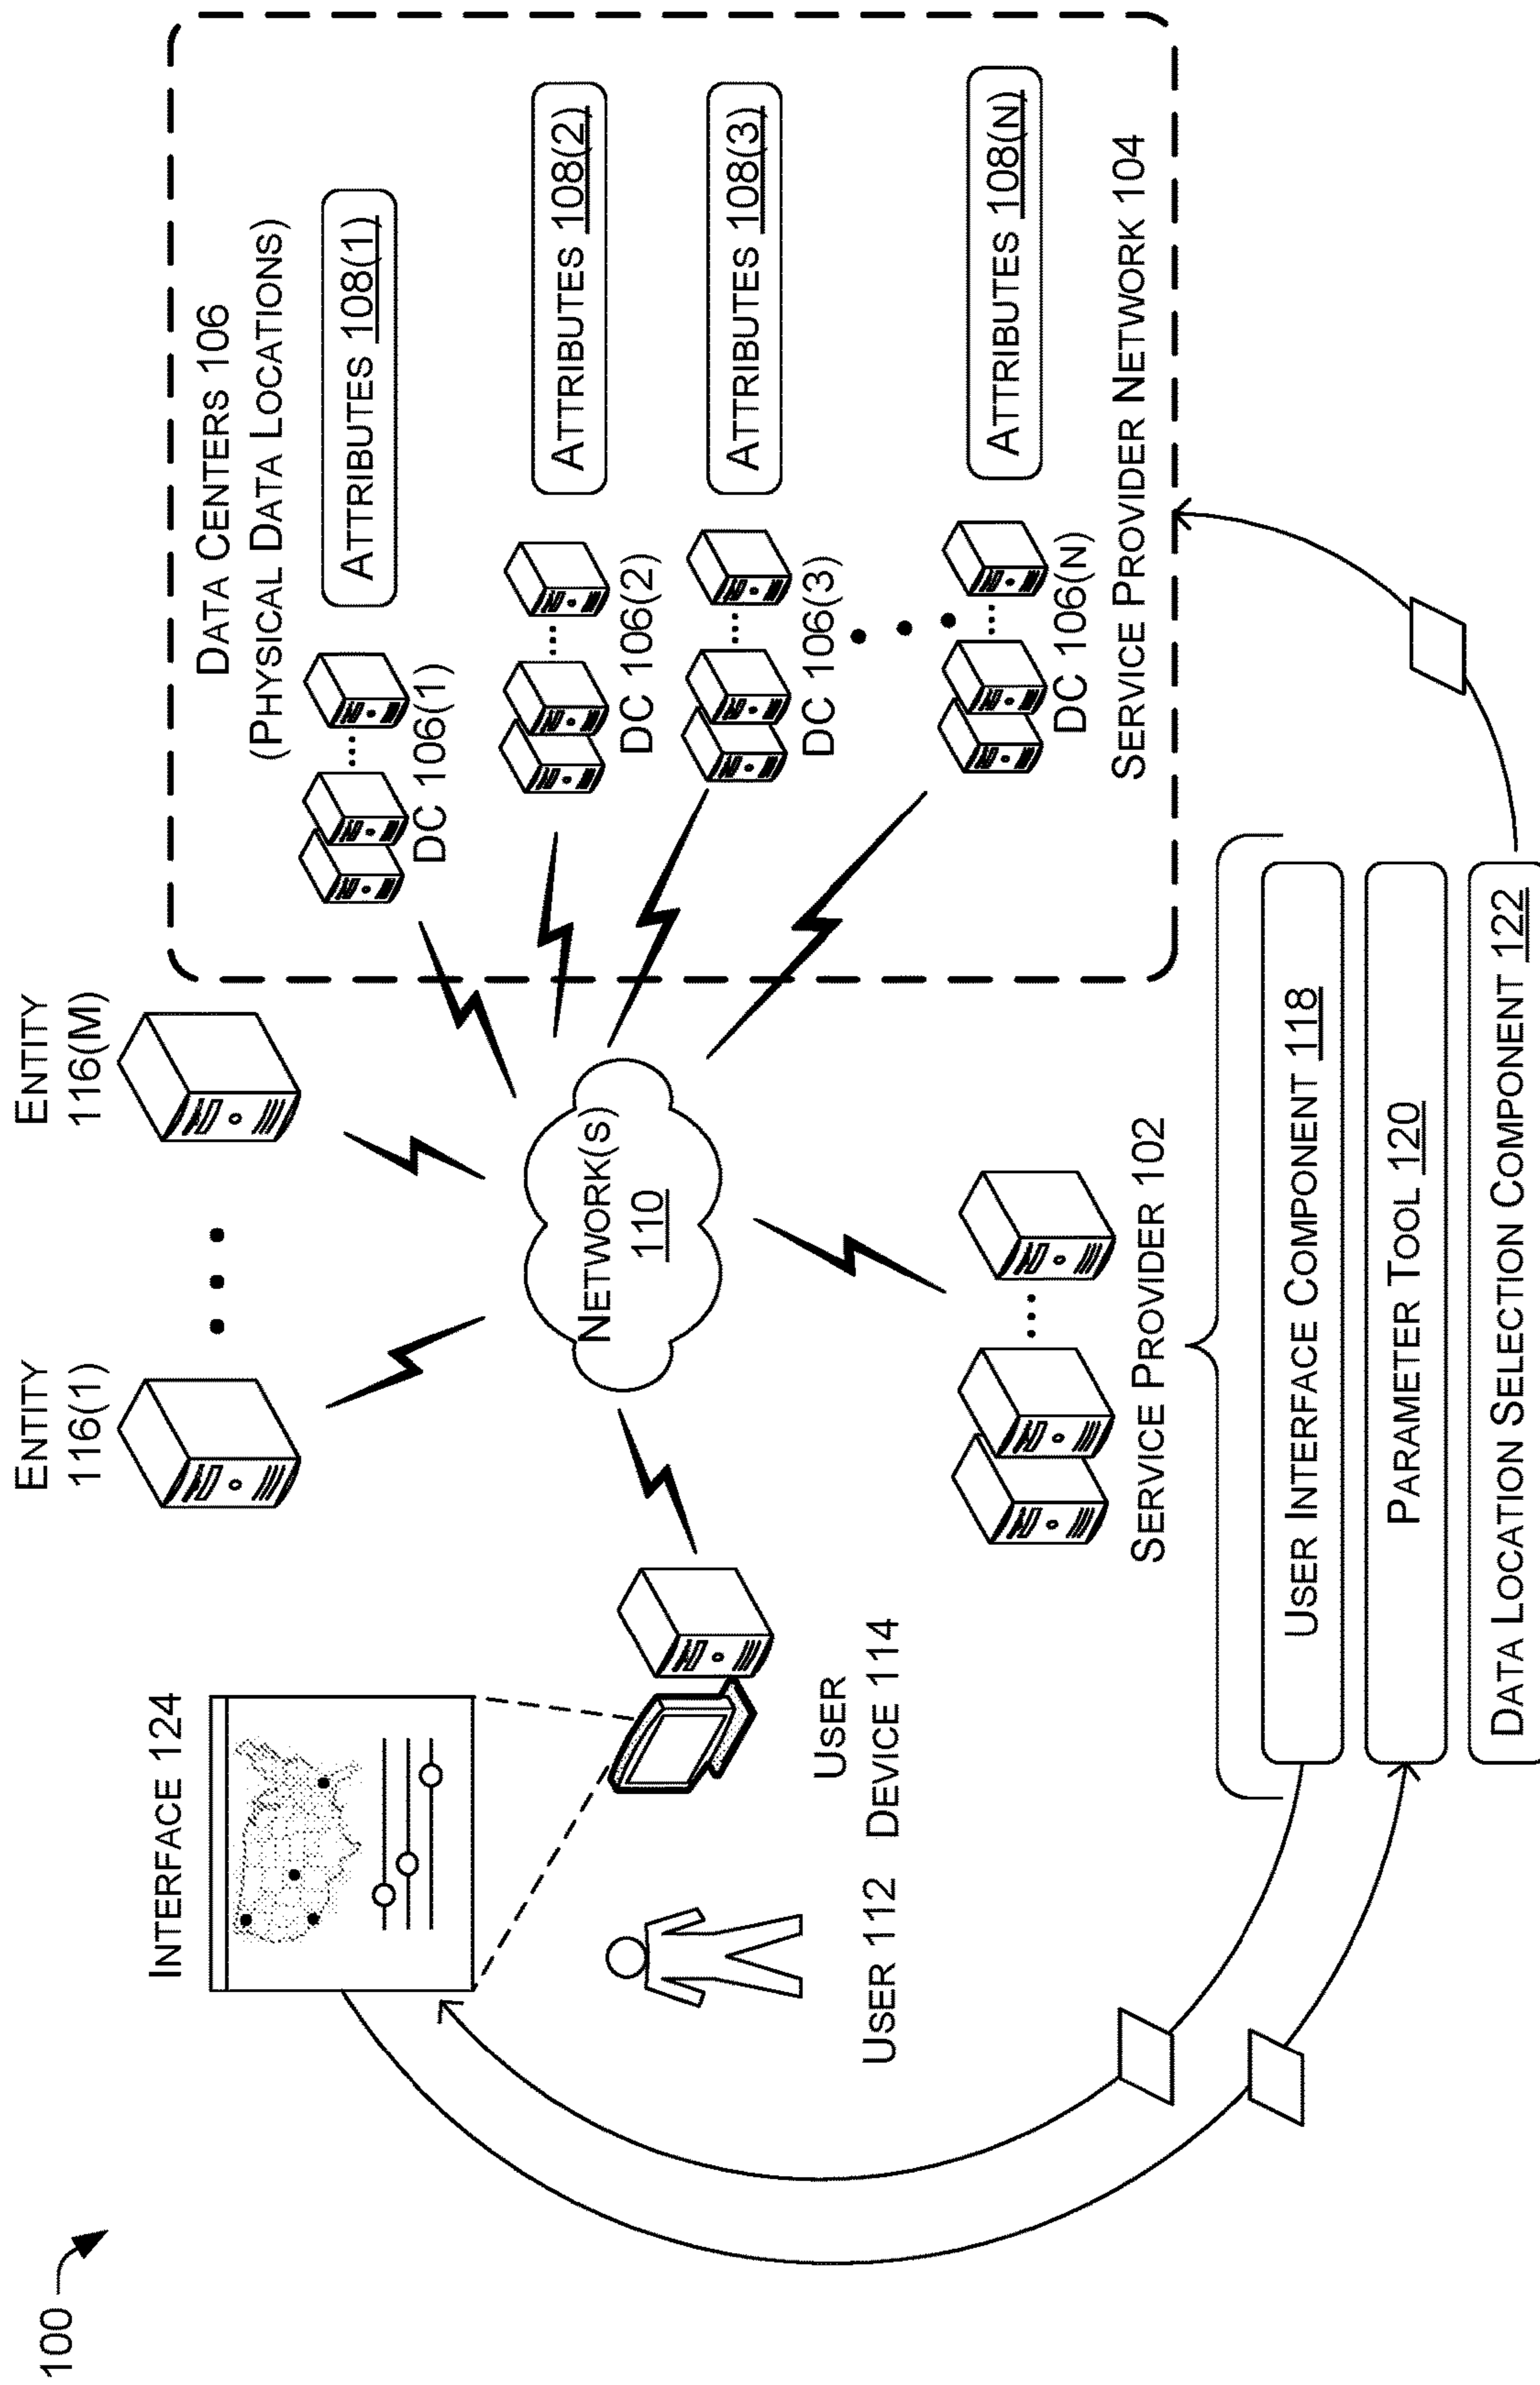 100
INTERFACE 124
USER 112
USER
DEVICE 114
ENTITY
116(1)
ENTITY
116(M)
NETWORK(S)
110
DATA CENTERS 106
(PHYSICAL DATA LOCATIONS)
ATTRIBUTES 108(1)
DC 106(1)
ATTRIBUTES 108(2)
DC 106(2)
ATTRIBUTES 108(3)
DC 106(3)
ATTRIBUTES 108(N)
DC 106(N)
SERVICE PROVIDER NETWORK 104
SERVICE PROVIDER 102
USER INTERFACE COMPONENT 118
PARAMETER TOOL 120
DATA LOCATION SELECTION COMPONENT 122